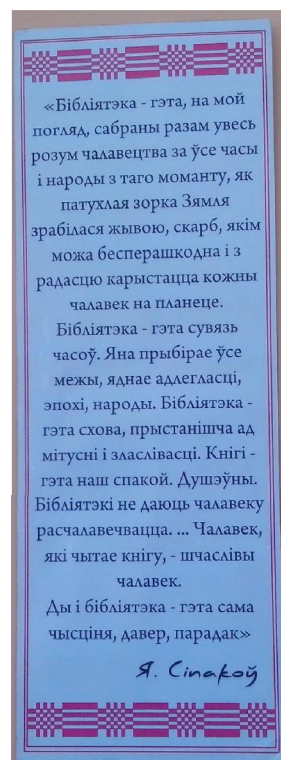 «Бібліятэка - гэта, на мой
погляд, сабраны разам увесь
розум чалавецтва за ўсе часы
і народы з таго моманту, як
патухлая зорка Зямля
зрабілася жывою, скарб, якім
можа бесперашкодна і з
радасцю карыстацца кожны
чалавек на планеце.
Бібліятэка - гэта сувязь
часоў. Яна прыбірае ўсе
межы, яднае адлегласці,
эпохі, народы. Бібліятэка -
гэта схова, прыстанішча ад
мітусні і зласлівасці. Кнігі -
гэта наш спакой. Душэўны.
Бібліятэкі не даюць чалавеку
расчалавечвацца. ... Чалавек,
які чытае кнігу, - шчаслівы
чалавек.
Ды і бібліятэка - гэта сама
чысціня, давер, парадак»
Я. Сіпакоў